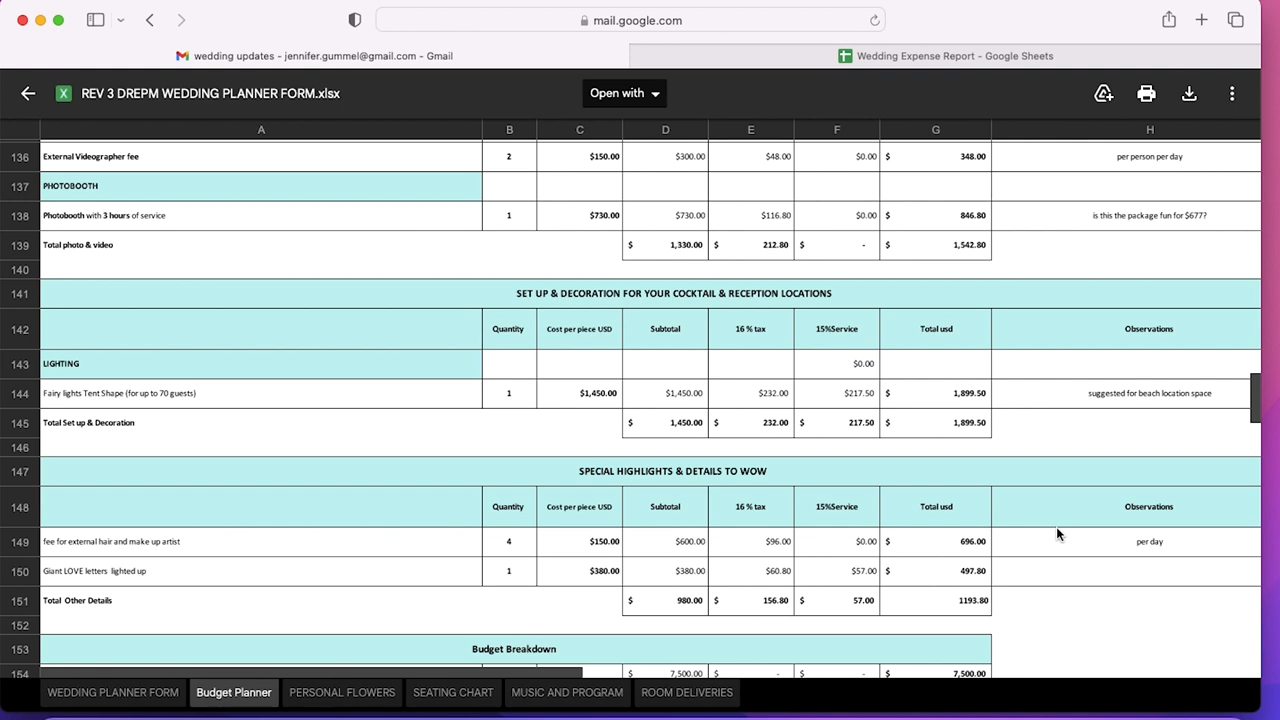 mail.google.com
wedding updates - jennifer.gummel@gmail.com - Gmail
Wedding Expense Report - Google Sheets
X REV 3 DREPM WEDDING PLANNER FORM.xlsx Open with
A B C D E F G H
136 External Videographer fee 2 $150.00 $300.00 $48.00 $0.00 $ 348.00 per person per day
137 PHOTOBOOTH
138 Photobooth with 3 hours of service 1 $730.00 $730.00 $116.80 $0.00 $ 846.80 is this the package fun for $677?
139 Total photo & video $ 1,330.00 $ 212.80 $ - $ 1,542.80
140
141 SET UP & DECORATION FOR YOUR COCKTAIL & RECEPTION LOCATIONS
142 Quantity Cost per piece USD Subtotal 16 % tax 15%Service Total usd Observations
143 LIGHTING $0.00
144 Fairy lights Tent Shape (for up to 70 guests) 1 $1,450.00 $1,450.00 $232.00 $217.50 $ 1,899.50 suggested for beach location space
145 Total Set up & Decoration $ 1,450.00 $ 232.00 $ 217.50 $ 1,899.50
146
147 SPECIAL HIGHLIGHTS & DETAILS TO WOW
148 Quantity Cost per piece USD Subtotal 16 % tax 15%Service Total usd Observations
149 fee for external hair and make up artist 4 $150.00 $600.00 $96.00 $0.00 $ 696.00 per day
150 Giant LOVE letters lighted up 1 $380.00 $380.00 $60.80 $57.00 $ 497.80
151 Total Other Details $ 980.00 $ 156.80 $ 57.00 1193.80
152
153 Budget Breakdown
154 $ 7,500.00 $ - $ - $ 7,500.00
WEDDING PLANNER FORM Budget Planner PERSONAL FLOWERS SEATING CHART MUSIC AND PROGRAM ROOM DELIVERIES